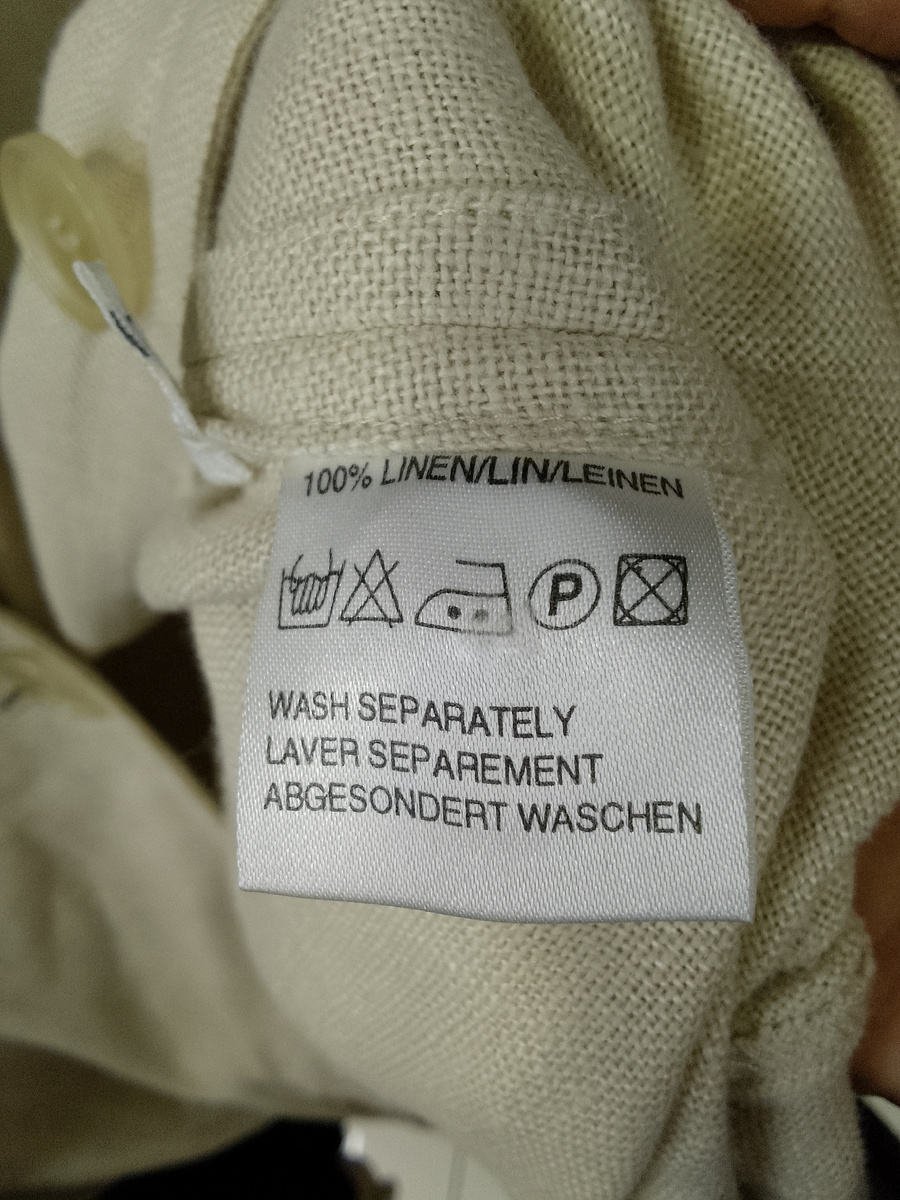 100% LINEN/LIN/LEINEN
P
WASH SEPARATELY
LAVER SEPAREMENT
ABGESONDERT WASCHEN